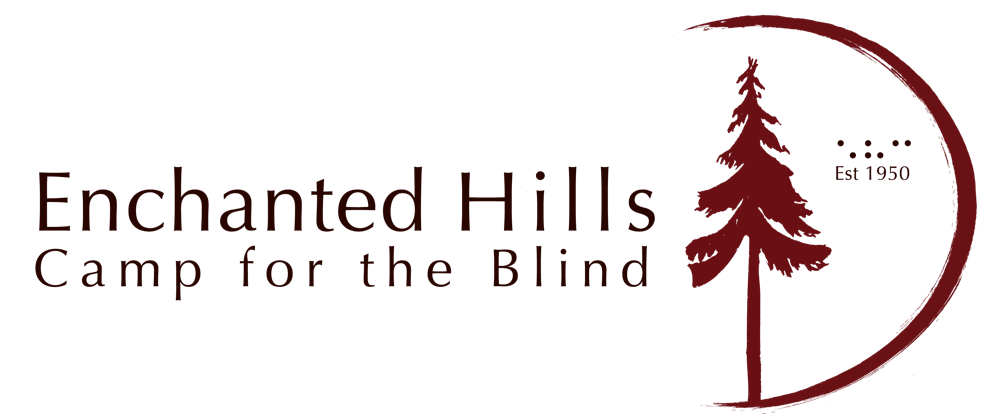 ⠑⠓⠉
Est 1950
Enchanted Hills
Camp for the Blind